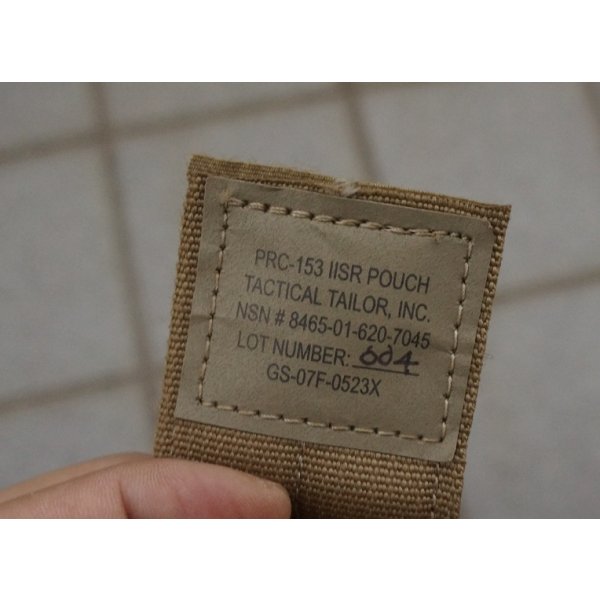 PRC-153 IISR POUCH
TACTICAL TAILOR, INC.
NSN # 8465-01-620-7045
LOT NUMBER: 004
GS-07F-0523X